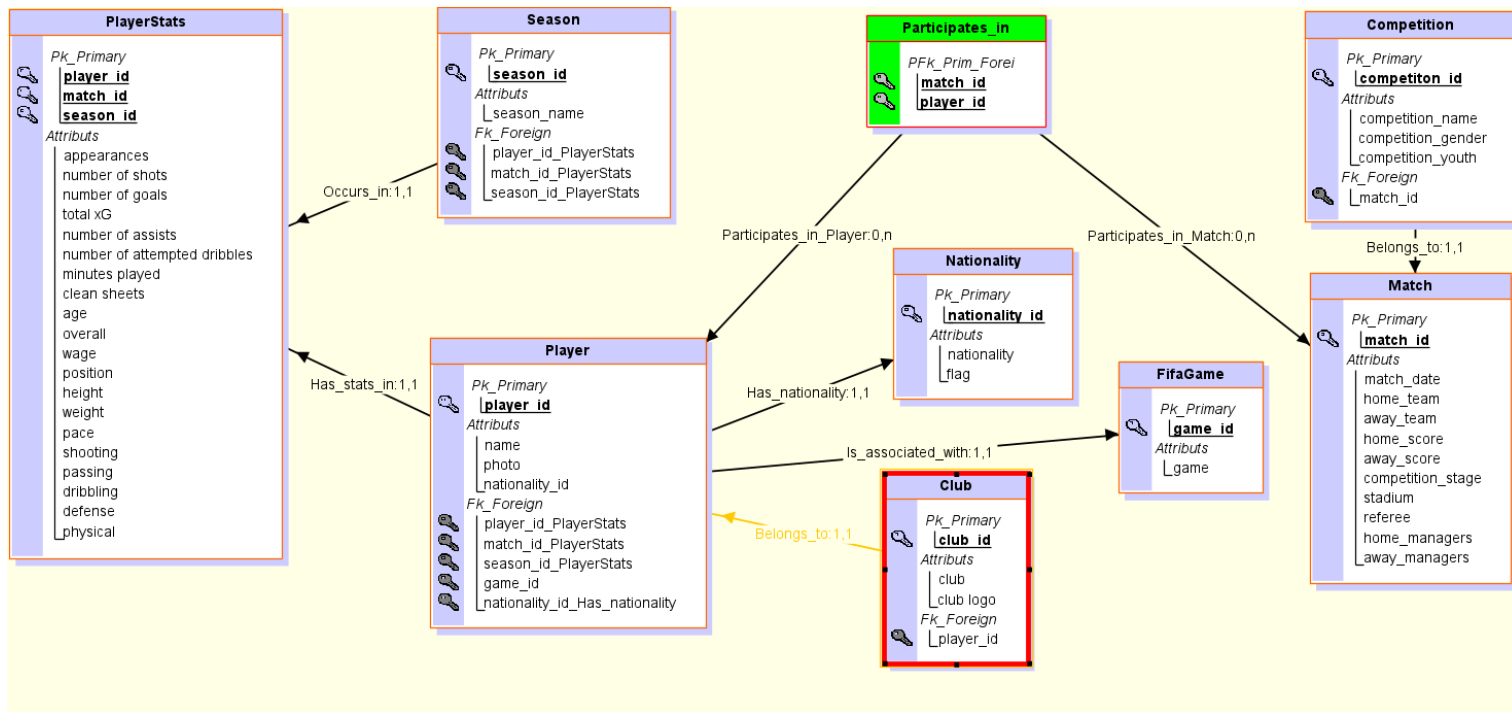 PlayerStats
Pk_Primary
player_id
match_id
season_id
Attributs
appearances
number of shots
number of goals
total xG
number of assists
number of attempted dribbles
minutes played
clean sheets
age
overall
wage
position
height
weight
pace
shooting
passing
dribbling
defense
physical
Season
Pk_Primary
season_id
Attributs
season_name
Fk_Foreign
player_id_PlayerStats
match_id_PlayerStats
season_id_PlayerStats
Occurs_in:1,1
Has_stats_in:1,1
Player
Pk_Primary
player_id
Attributs
name
photo
nationality_id
Fk_Foreign
player_id_PlayerStats
match_id_PlayerStats
season_id_PlayerStats
game_id
nationality_id_Has_nationality
Participates_in
PFk_Prim_Forei
match_id
player_id
Participates_in_Player:0,n
Participates_in_Match:0,n
Nationality
Pk_Primary
nationality_id
Attributs
nationality
flag
Has_nationality:1,1
Is_associated_with:1,1
Belongs_to:1,1
Club
Pk_Primary
club_id
Attributs
club
club logo
Fk_Foreign
player_id
FifaGame
Pk_Primary
game_id
Attributs
game
Competition
Pk_Primary
competiton_id
Attributs
competition_name
competition_gender
competition_youth
Fk_Foreign
match_id
Belongs_to:1,1
Match
Pk_Primary
match_id
Attributs
match_date
home_team
away_team
home_score
away_score
competition_stage
stadium
referee
home_managers
away_managers